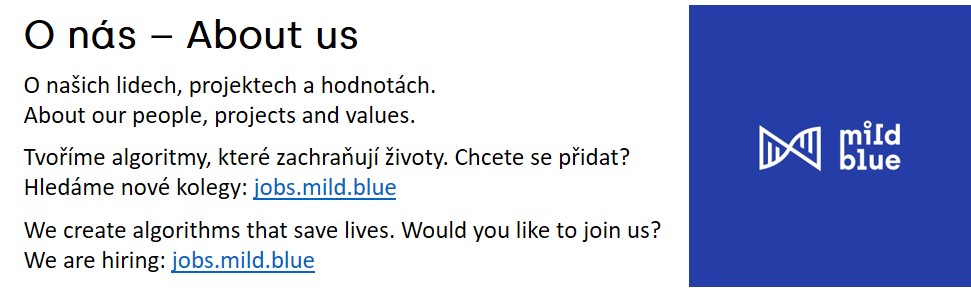 O nás – About us
O našich lidech, projektech a hodnotách.
About our people, projects and values.
Tvoříme algoritmy, které zachraňují životy. Chcete se přidat?
Hledáme nové kolegy: jobs.mild.blue
We create algorithms that save lives. Would you like to join us?
We are hiring: jobs.mild.blue
mild
blue